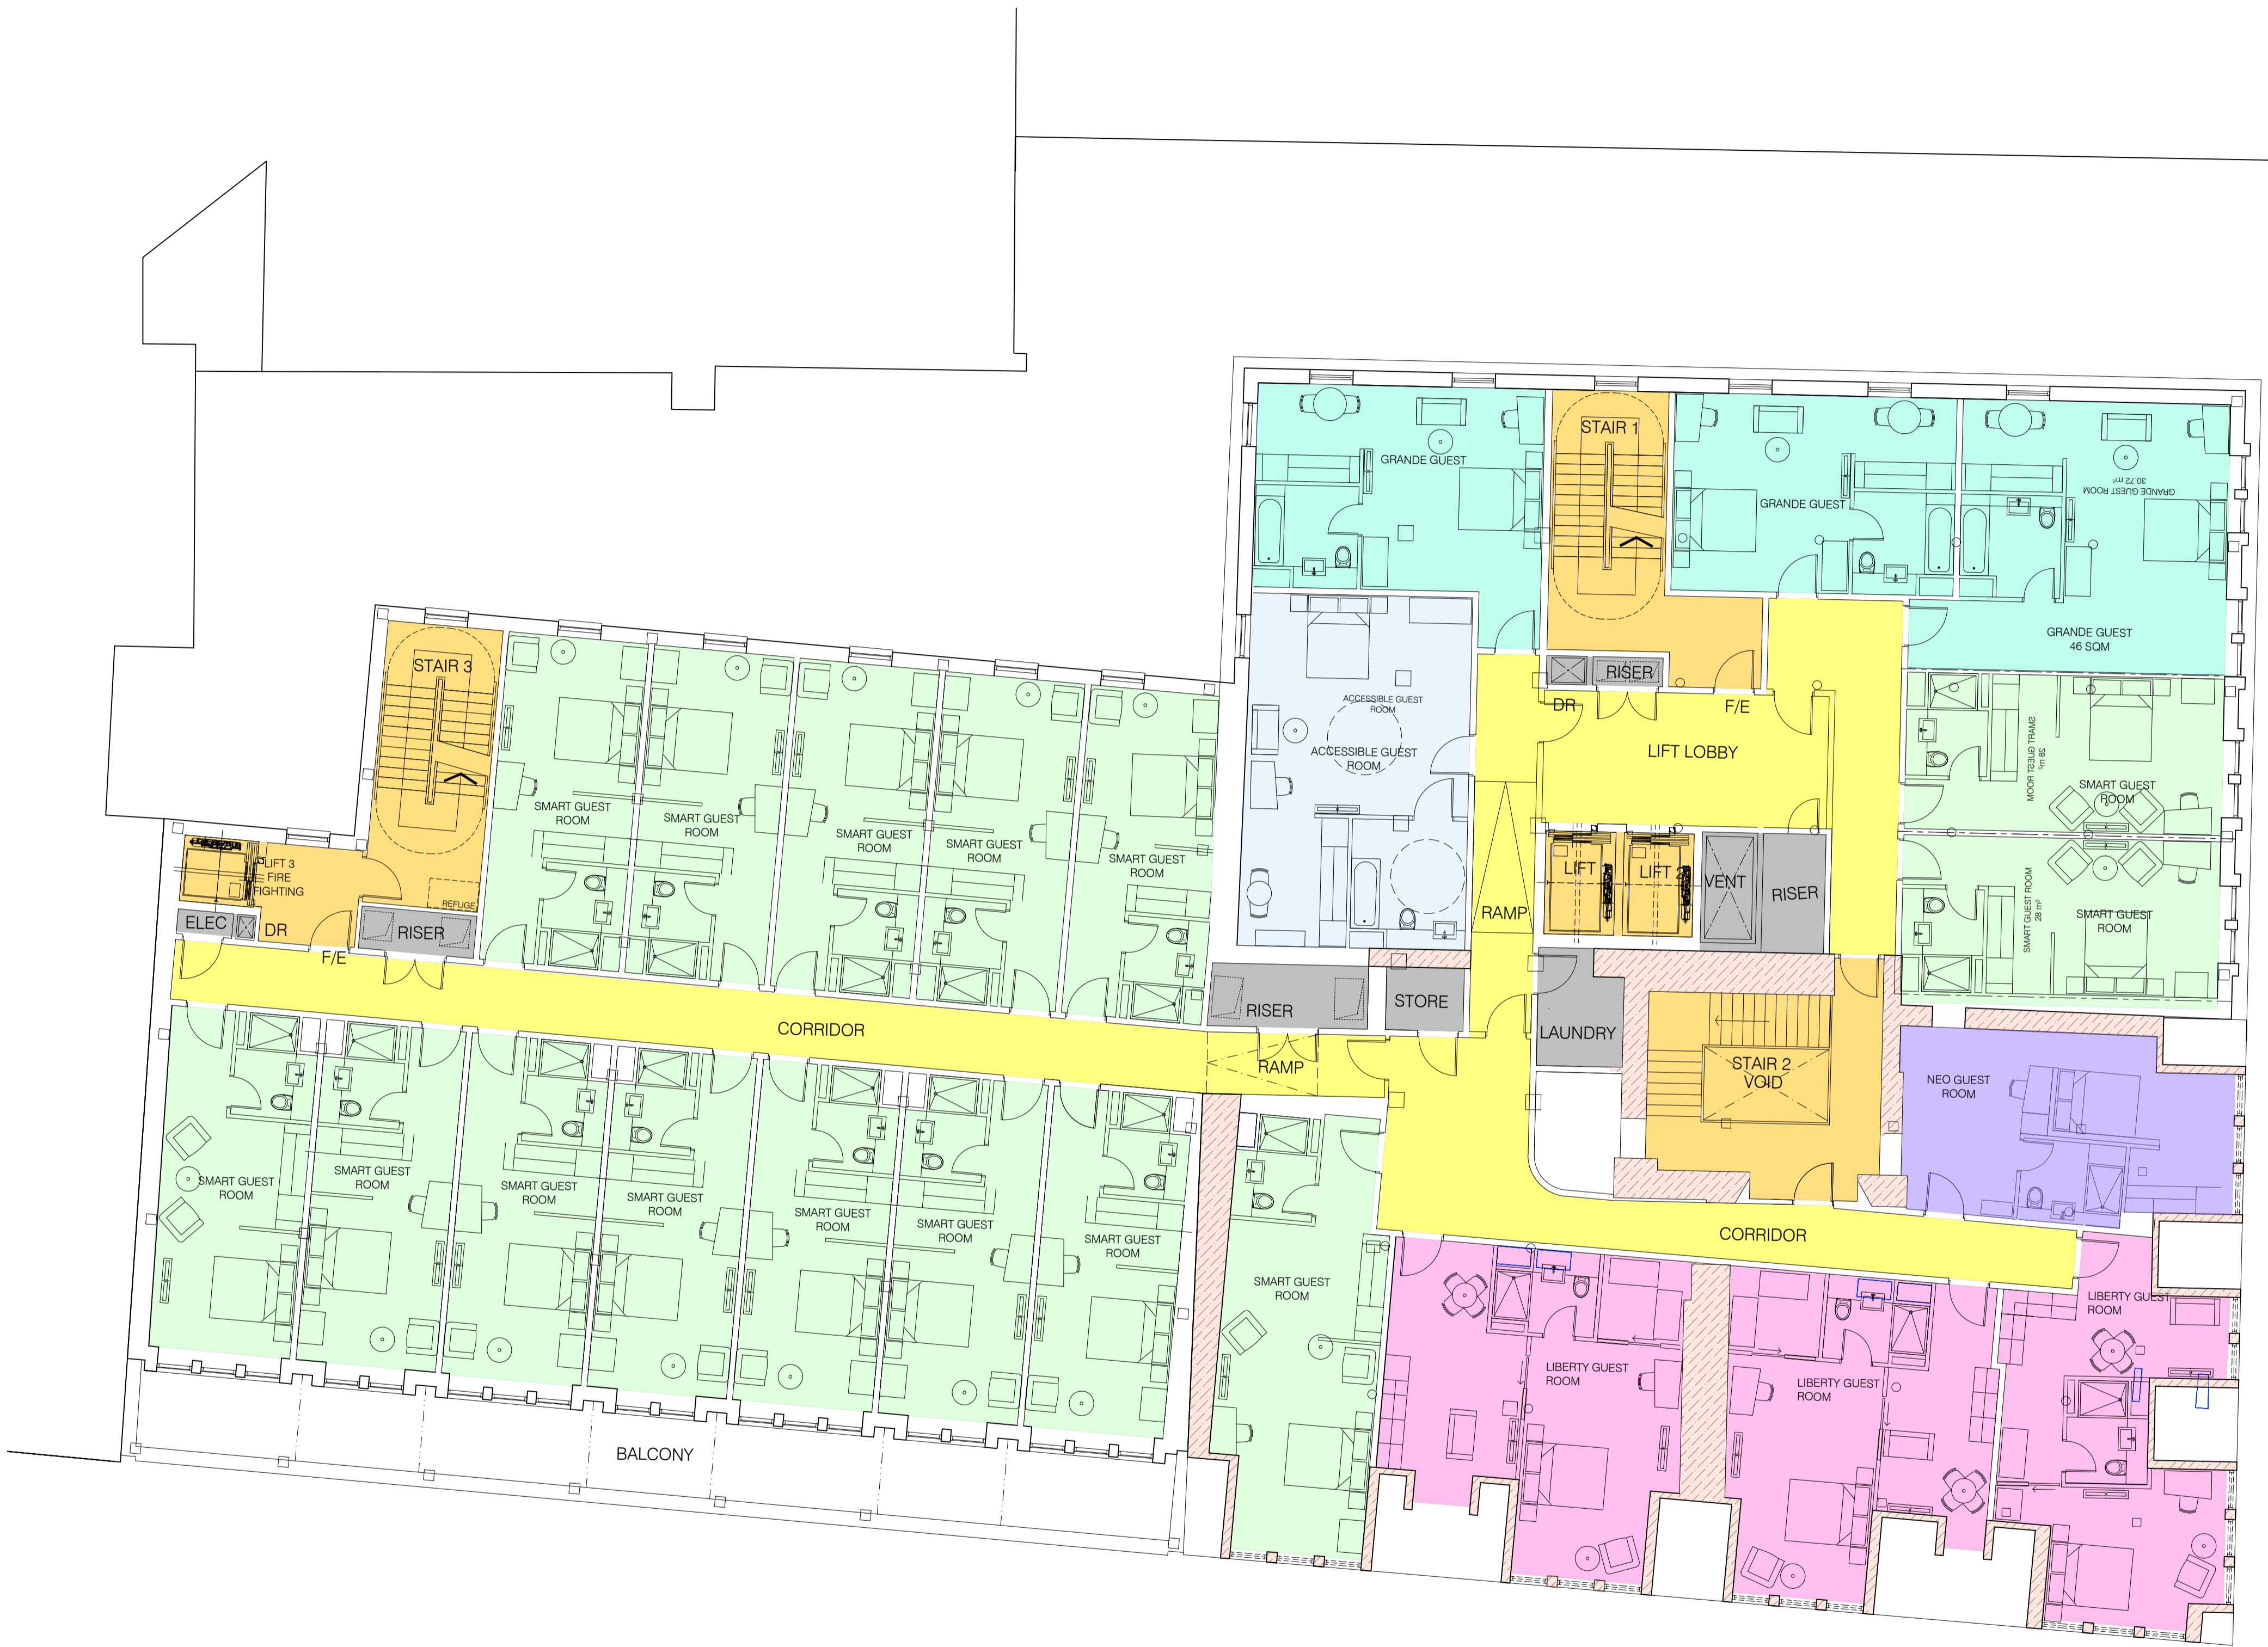 STAIR 1
GRANDE GUEST
GRANDE GUEST
GRANDE GUEST ROOM
30.72 m²
GRANDE GUEST
46 SQM
STAIR 3
RISER
DR
F/E
ACCESSIBLE GUEST
ROOM
ACCESSIBLE GUEST
ROOM
LIFT LOBBY
SMART GUEST ROOM
28 m²
SMART GUEST
ROOM
SMART GUEST
ROOM
SMART GUEST
ROOM
SMART GUEST
ROOM
SMART GUEST
ROOM
SMART GUEST
ROOM
LIFT 3
FIRE
FIGHTING
REFUGE
ELEC
DR
RISER
F/E
LIFT
LIFT 2
VENT
RISER
RAMP
SMART GUEST ROOM
28 m²
SMART GUEST
ROOM
CORRIDOR
RISER
STORE
LAUNDRY
RAMP
STAIR 2
VOID
NEO GUEST
ROOM
SMART GUEST
ROOM
SMART GUEST
ROOM
SMART GUEST
ROOM
SMART GUEST
ROOM
SMART GUEST
ROOM
SMART GUEST
ROOM
SMART GUEST
ROOM
CORRIDOR
SMART GUEST
ROOM
LIBERTY GUEST
ROOM
LIBERTY GUEST
ROOM
LIBERTY GUEST
ROOM
BALCONY